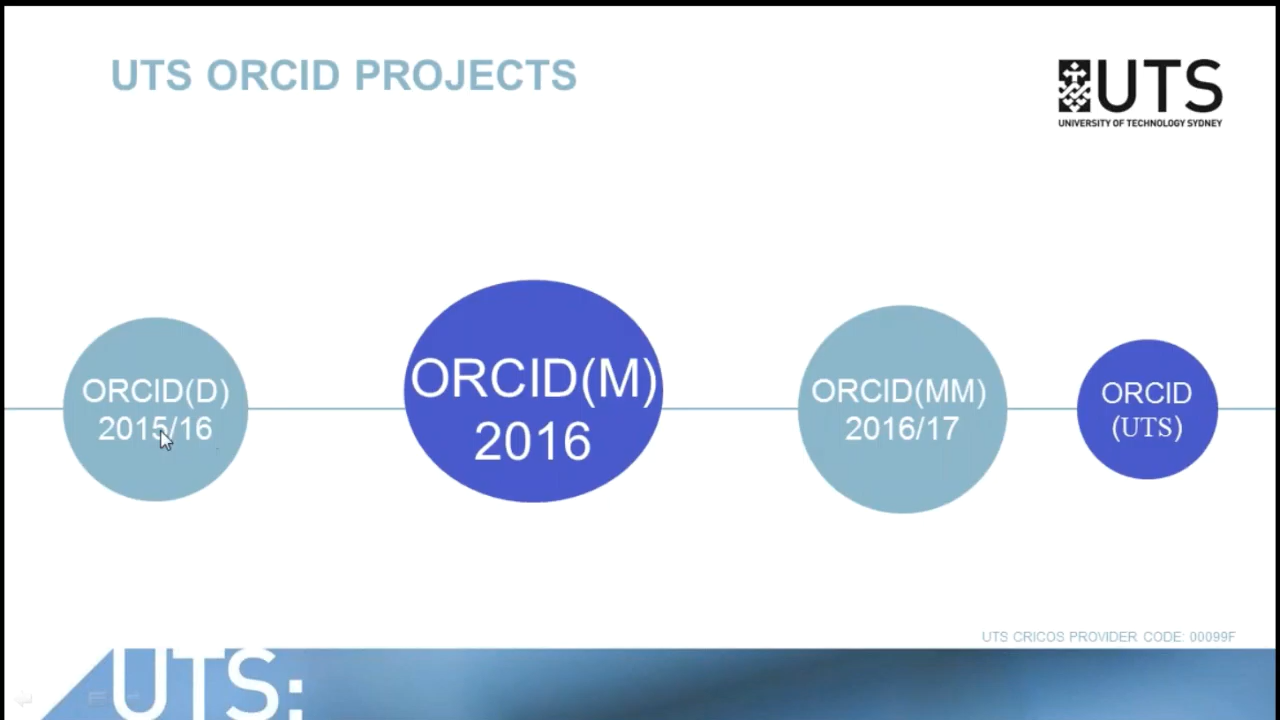 UTS ORCID PROJECTS
UTS
UNIVERSITY OF TECHNOLOGY SYDNEY
ORCID(D)
2015/16
ORCID(M)
2016
ORCID(MM)
2016/17
ORCID
(UTS)
UTS CRICOS PROVIDER CODE: 00099F
UTS: